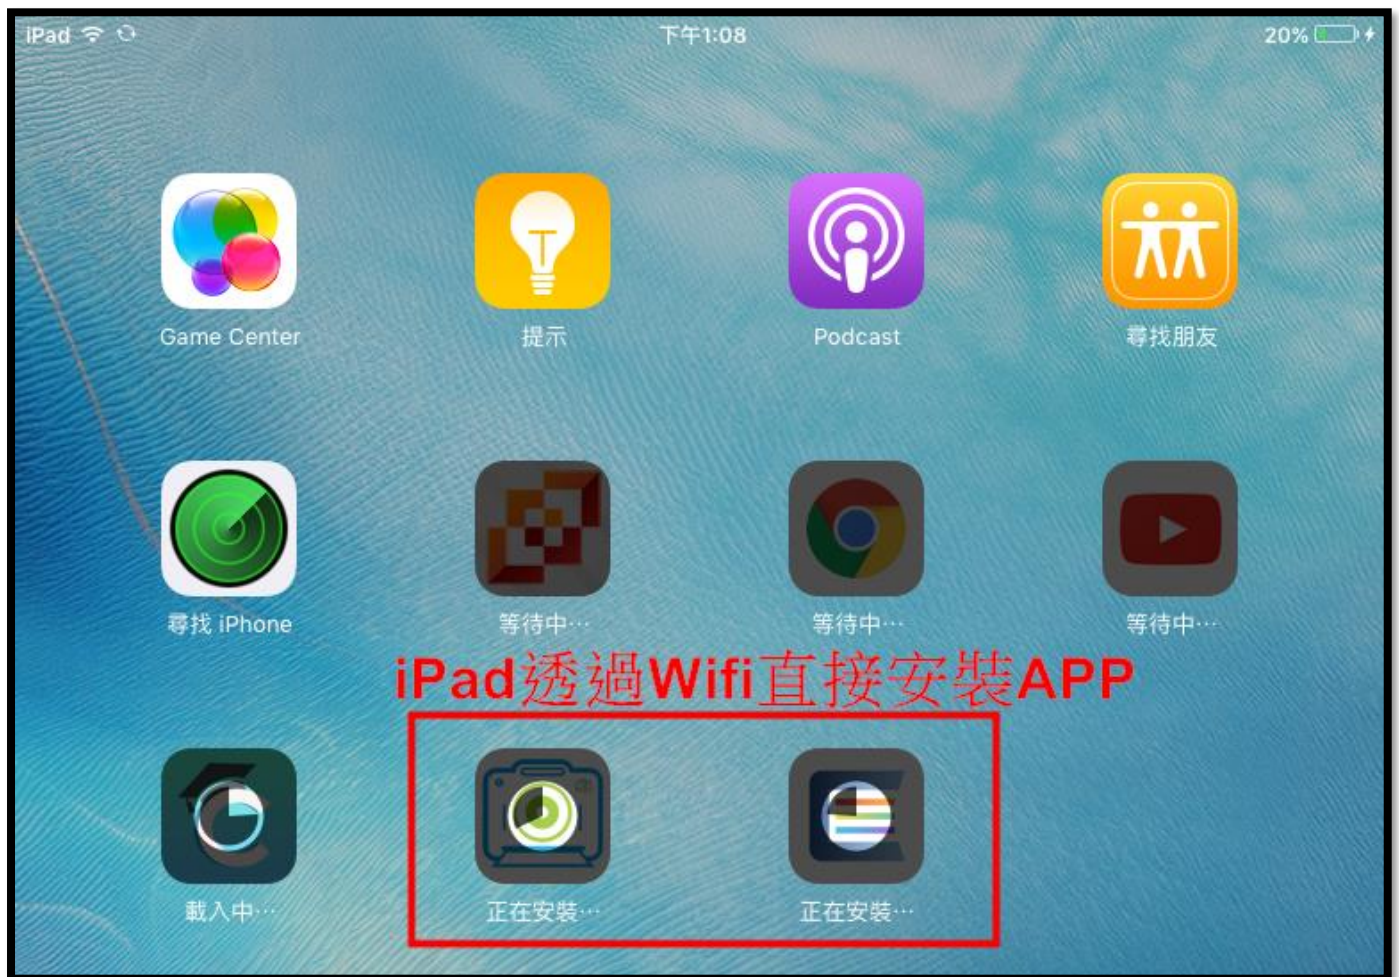 iPad
下午1:08
20%
Game Center
提示
Podcast
尋找朋友
尋找 iPhone
等待中⋯
等待中⋯
等待中⋯
iPad透過Wifi直接安裝APP
載入中⋯
正在安裝⋯
正在安裝⋯